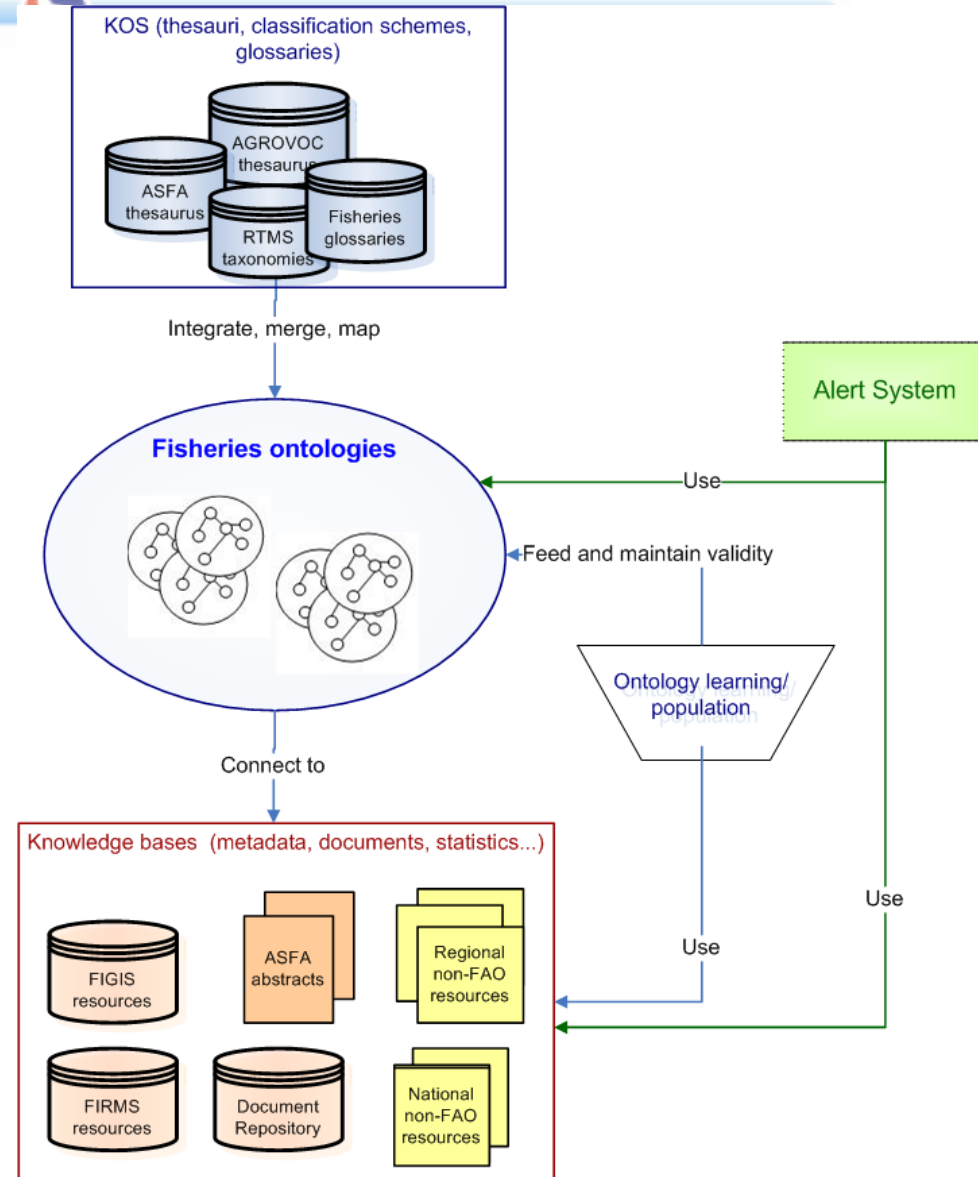 KOS (thesauri, classification schemes,
glossaries)
AGROVOC
thesaurus
ASFA
thesaurus
RTMS
taxonomies
Fisheries
glossaries
Integrate, merge, map
Alert System
Fisheries ontologies
Use
Feed and maintain validity
Ontology learning/
population
Connect to
Use
Use
Knowledge bases  (metadata, documents, statistics...)
FIGIS
resources
ASFA
abstracts
Regional
non-FAO
resources
FIRMS
resources
Document
Repository
National
non-FAO
resources